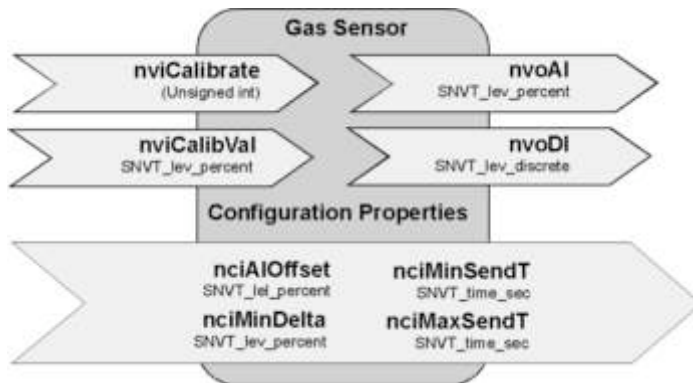 Gas Sensor
nviCalibrate
(Unsigned int)
nvoAI
SNVT_lev_percent
nviCalibVal
SNVT_lev_percent
nvoDI
SNVT_lev_discrete
Configuration Properties
nciAIOffset
SNVT_lel_percent
nciMinSendT
SNVT_time_sec
nciMinDelta
SNVT_lev_percent
nciMaxSendT
SNVT_time_sec